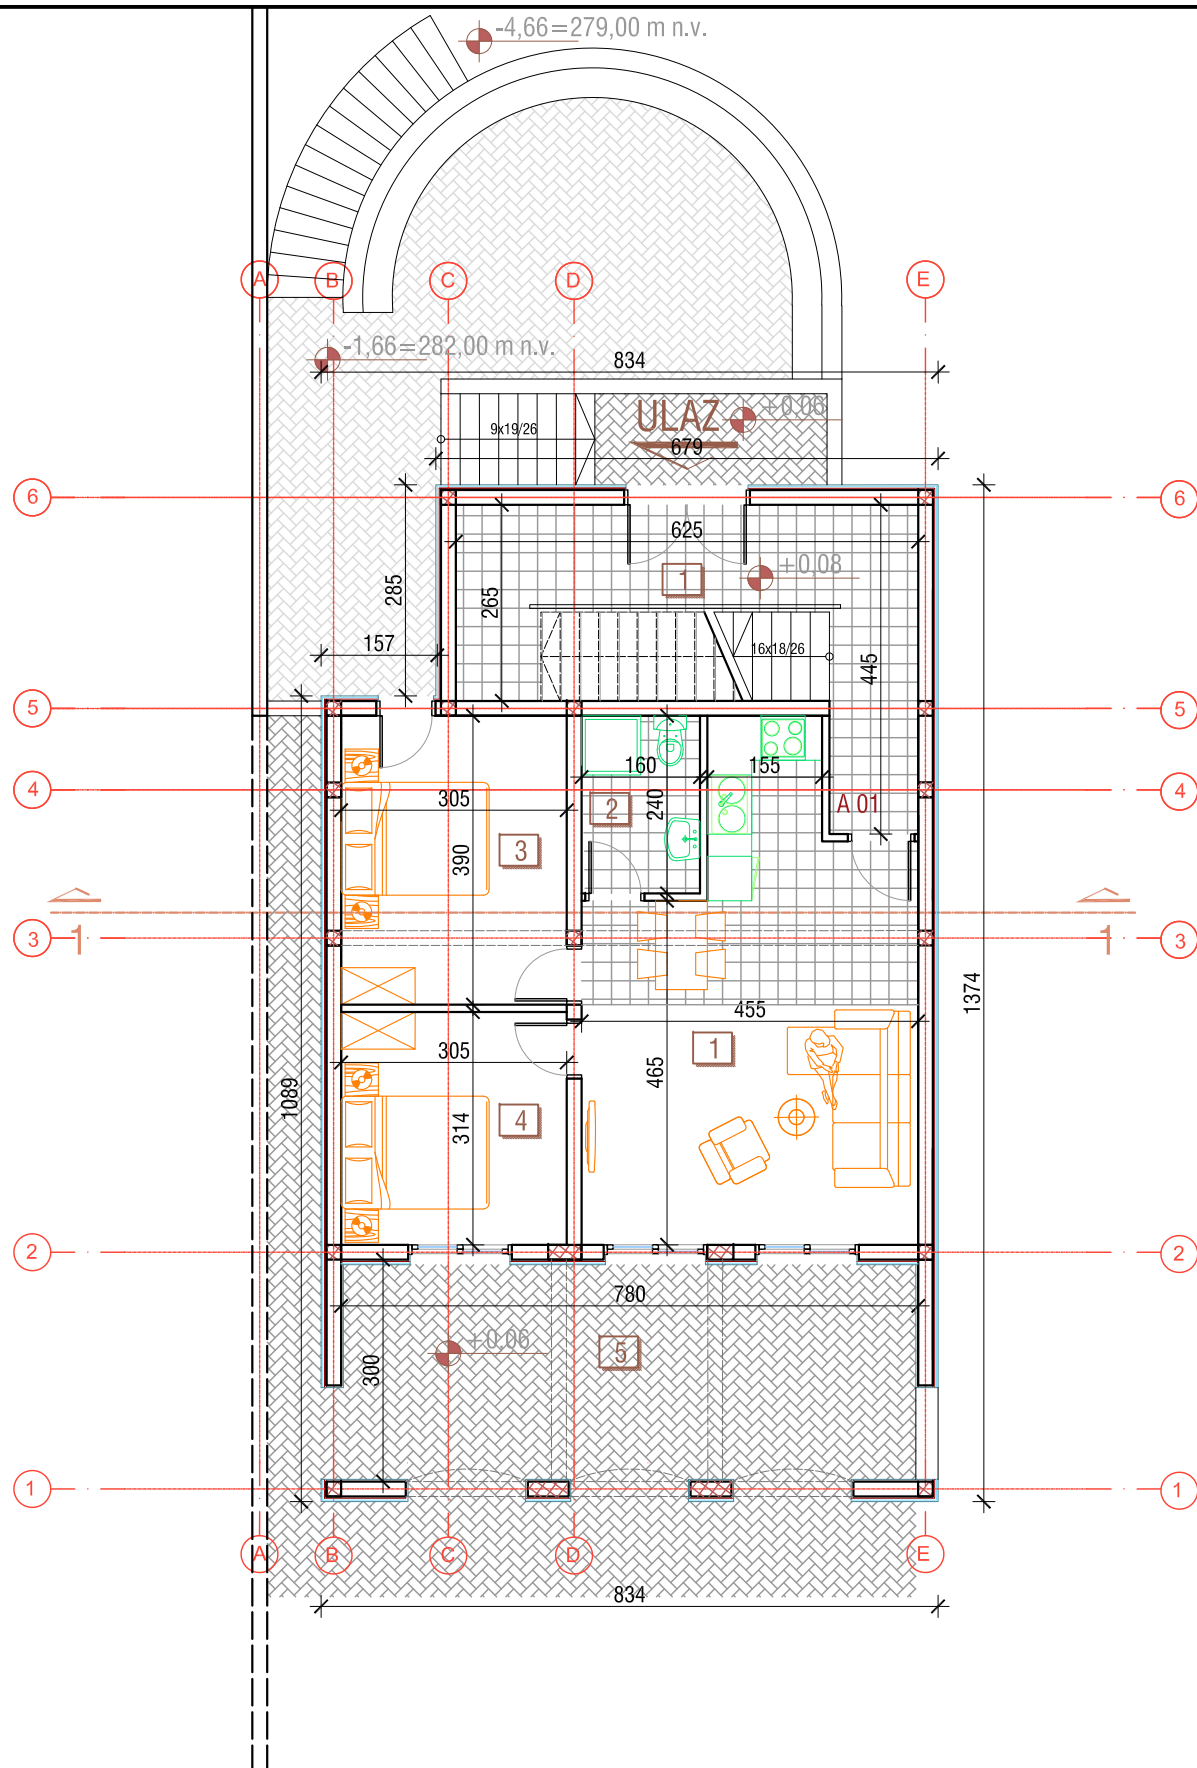 -4,66=279,00 m n.v.
A
B
C
D
E
-1,66=282,00 m n.v.
834
ULAZ
+0,06
9x19/26
679
6
6
625
1
+0,08
285
265
157
16x18/26
445
5
5
160
155
4
4
305
2
240
A 01
3
390
1
1
3
3
1374
455
1
305
465
1089
4
314
2
2
780
+0,06
5
300
1
1
A
B
C
D
E
834